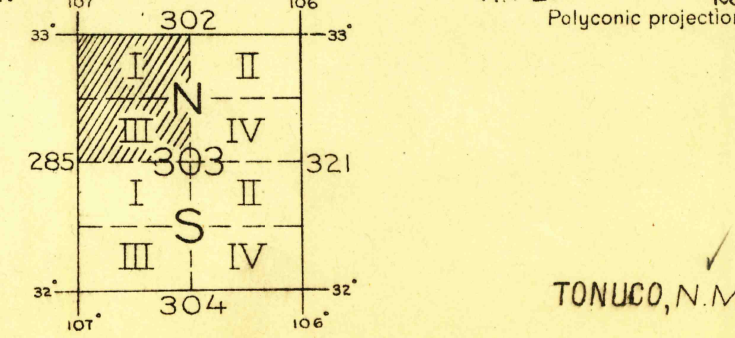 107° 106°
302
Polyconic projection
33° 33°
I II
N
III IV
285 303 321
I II
S
III IV
32° 32°
304
107° 106°
TONUCO, N.M